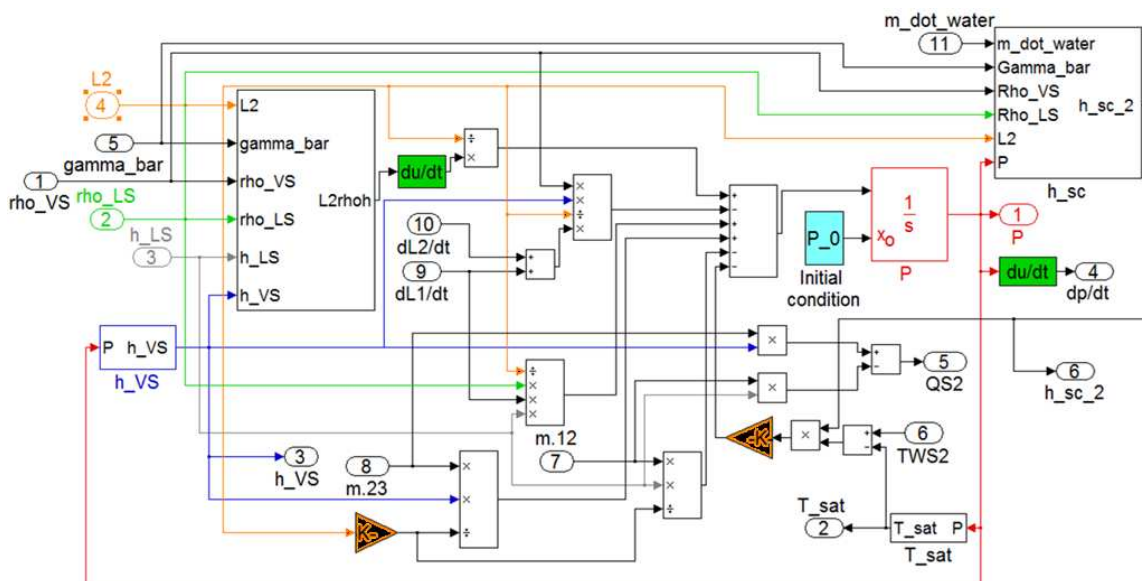 m_dot_water
11
m_dot_water
Gamma_bar
Rho_VS
Rho_LS
L2
P
h_sc_2
h_sc
L2
4
5
gamma_bar
1
rho_VS
rho_LS
2
h_LS
3
L2
gamma_bar
rho_VS
rho_LS
h_LS
h_VS
L2rhoh
du/dt
÷
×
10
dL2/dt
9
dL1/dt
+
+
×
×
÷
×
+
−
+
+
−
−
P_0
Initial
condition
1
s
xo
P
1
P
du/dt
4
dp/dt
P h_VS
h_VS
3
h_VS
÷
×
×
×
m.12
8
m.23
×
×
÷
K-
7
×
×
÷
×
×
+
−
5
QS2
6
h_sc_2
-K
×
+
−
6
TWS2
T_sat
2
T_sat P
T_sat